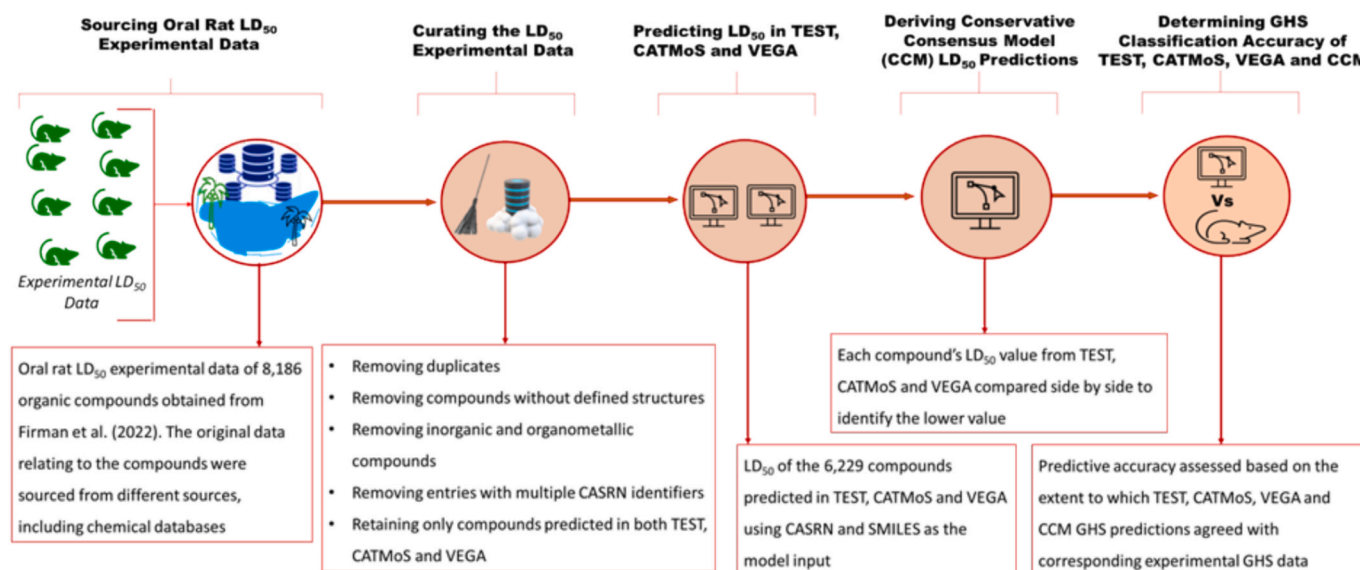 Sourcing Oral Rat LD50
Experimental Data
Curating the LD50
Experimental Data
Predicting LD50 in TEST,
CATMoS and VEGA
Deriving Conservative
Consensus Model
(CCM) LD50 Predictions
Determining GHS
Classification Accuracy of
TEST, CATMoS, VEGA and CCM
Experimental LD50
Data
Vs
Oral rat LD50 experimental data of 8,186
organic compounds obtained from
Firman et al. (2022). The original data
relating to the compounds were
sourced from different sources,
including chemical databases
• Removing duplicates
• Removing compounds without defined structures
• Removing inorganic and organometallic
compounds
• Removing entries with multiple CASRN identifiers
• Retaining only compounds predicted in both TEST,
CATMoS and VEGA
LD50 of the 6,229 compounds
predicted in TEST, CATMoS and VEGA
using CASRN and SMILES as the
model input
Each compound's LD50 value from TEST,
CATMoS and VEGA compared side by side to
identify the lower value
Predictive accuracy assessed based on the
extent to which TEST, CATMoS, VEGA and
CCM GHS predictions agreed with
corresponding experimental GHS data